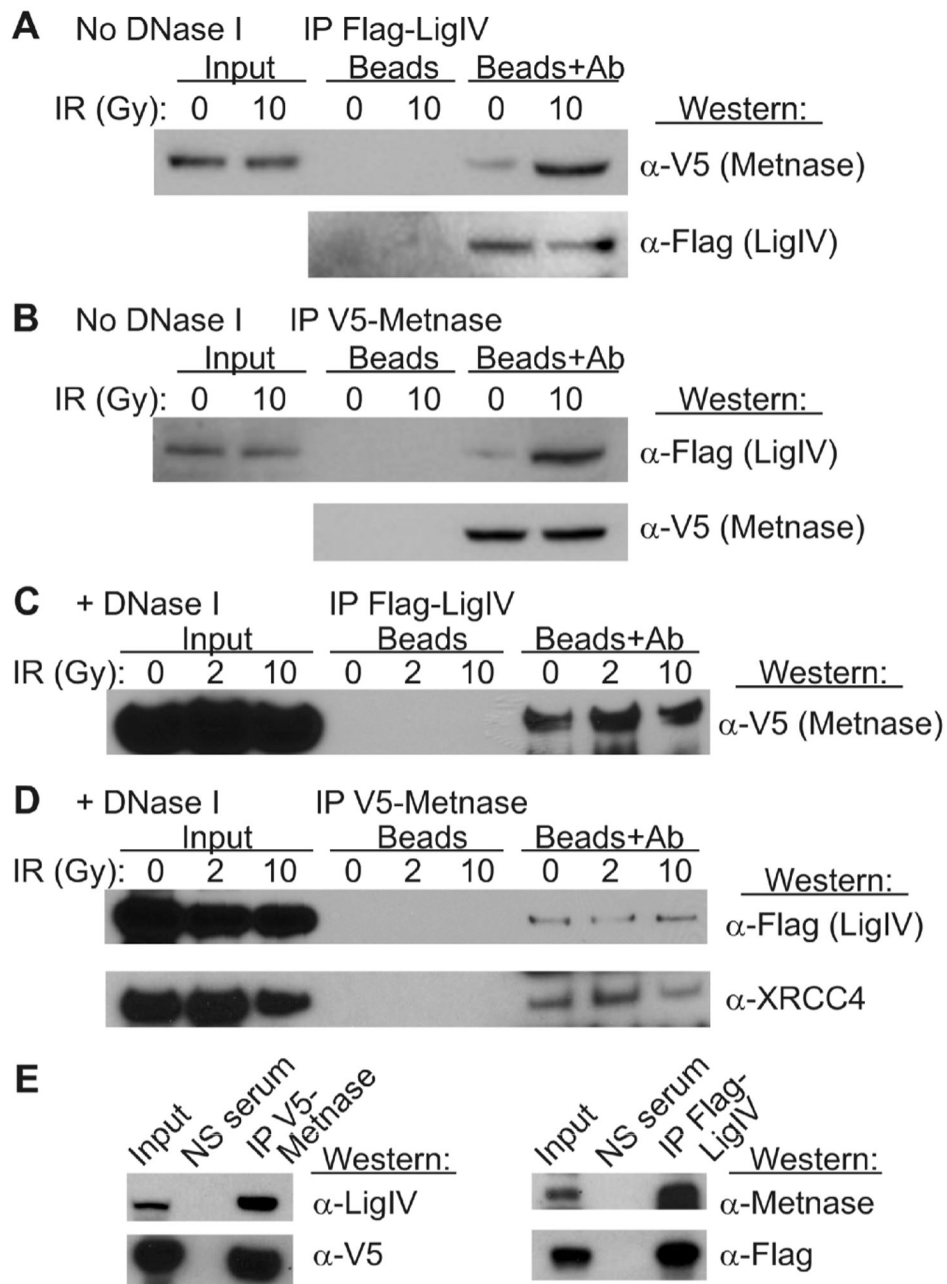 A No DNase I IP Flag-LigIV
Input Beads Beads+Ab
IR (Gy): 0 10 0 10 0 10 Western:
α-V5 (Metnase)
α-Flag (LigIV)
B No DNase I IP V5-Metnase
Input Beads Beads+Ab
IR (Gy): 0 10 0 10 0 10 Western:
α-Flag (LigIV)
α-V5 (Metnase)
C + DNase I IP Flag-LigIV
Input Beads Beads+Ab
IR (Gy): 0 2 10 0 2 10 0 2 10 Western:
α-V5 (Metnase)
D + DNase I IP V5-Metnase
Input Beads Beads+Ab
IR (Gy): 0 2 10 0 2 10 0 2 10 Western:
α-Flag (LigIV)
α-XRCC4
E
Input
NS serum
IP V5-
Metnase
Western:
α-LigIV
α-V5
Input
NS serum
IP Flag-
LigIV
Western:
α-Metnase
α-Flag